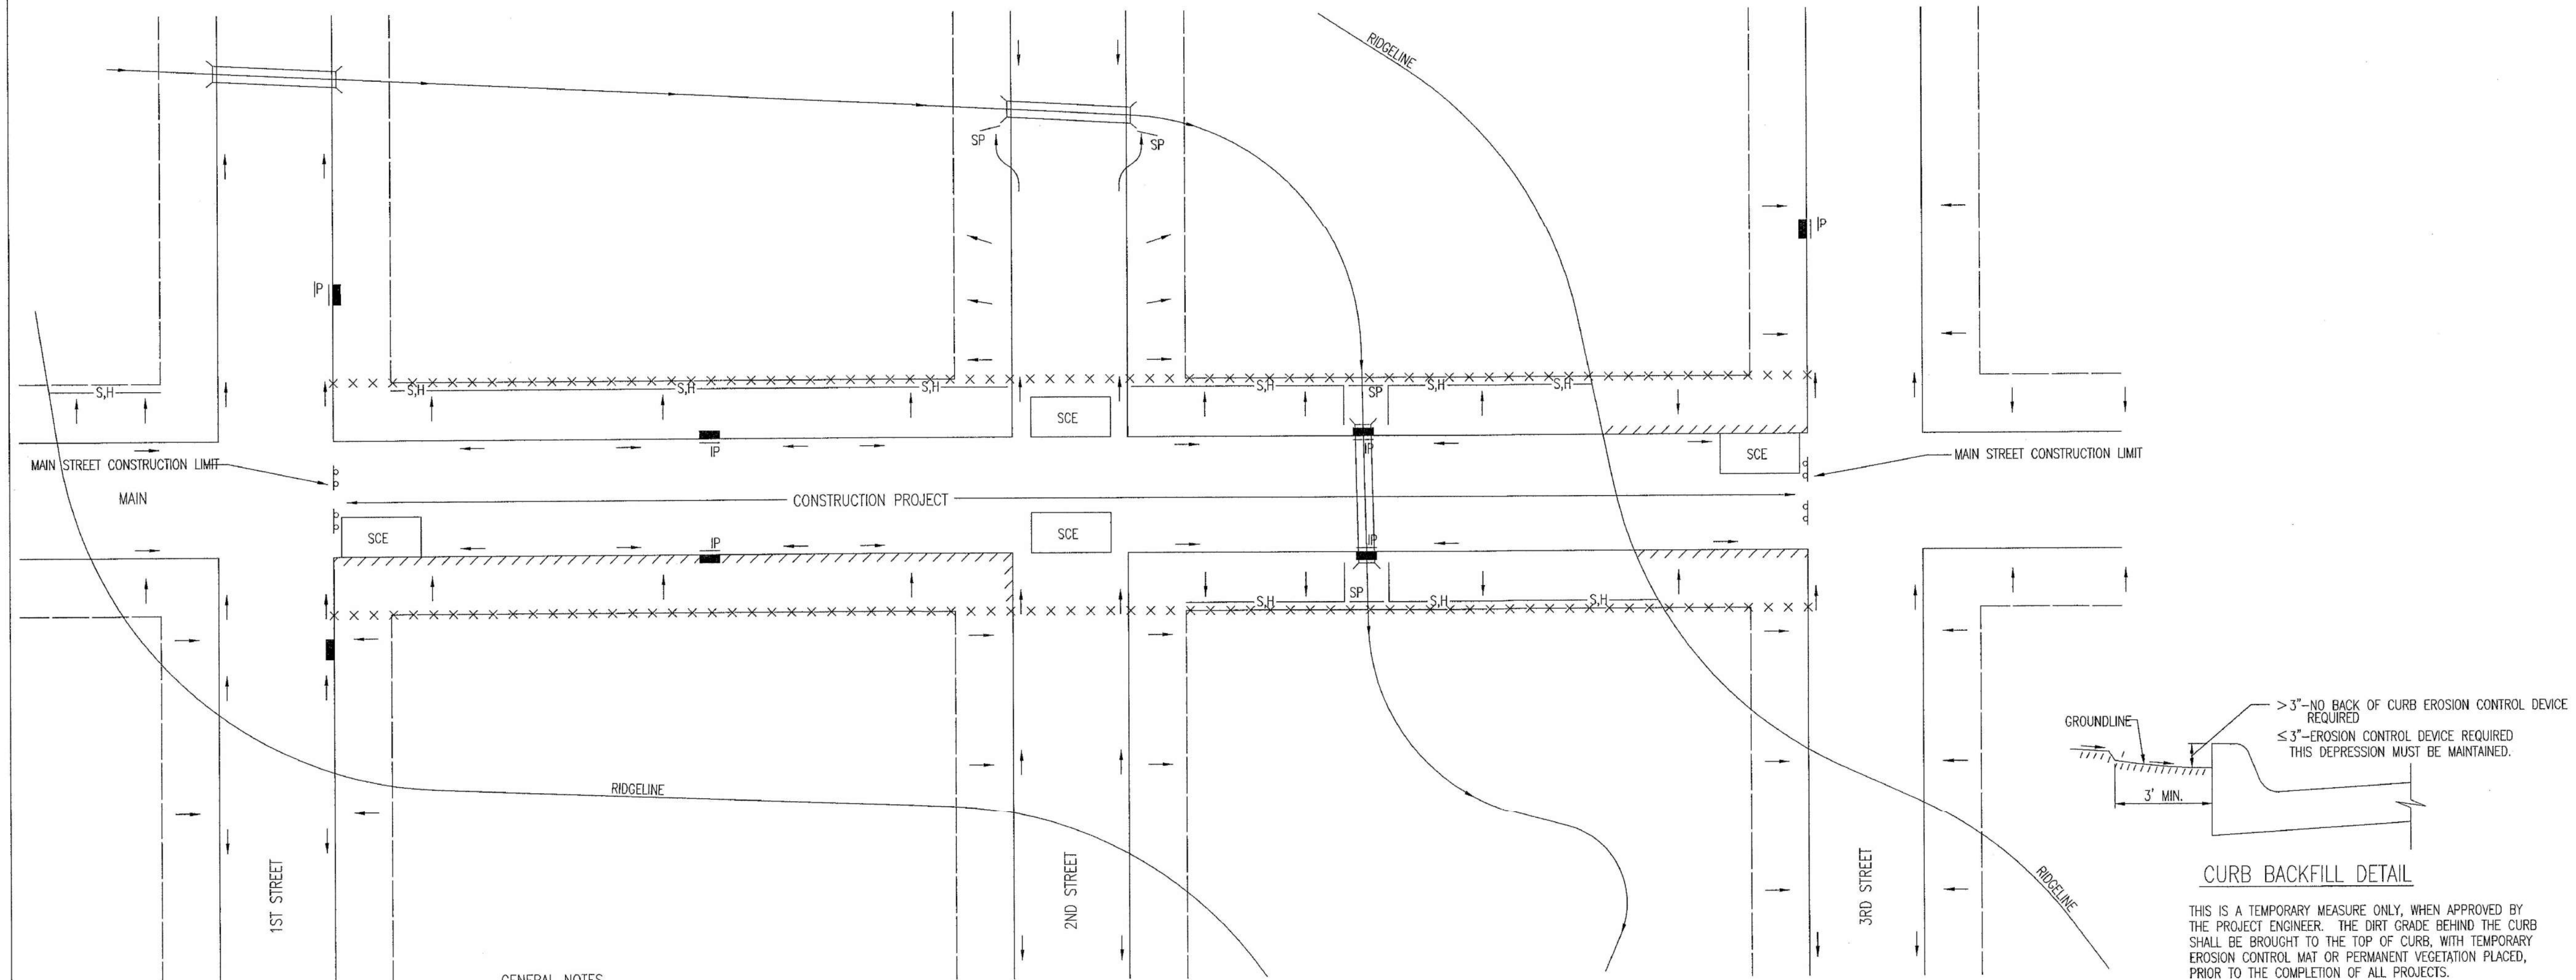 RIDGELINE
SP
SP
IP
IP
S,H
S,H
S,H
S,H
S,H
SP
S,H
S,H
SCE
IP
IP
SCE
MAIN STREET CONSTRUCTION LIMIT
MAIN STREET CONSTRUCTION LIMIT
MAIN
CONSTRUCTION PROJECT
SCE
SCE
IP
IP
S,H
SP
S,H
S,H
RIDGELINE
1ST STREET
2ND STREET
3RD STREET
RIDGELINE
GROUNDLINE
>3"-NO BACK OF CURB EROSION CONTROL DEVICE
REQUIRED
≤3"-EROSION CONTROL DEVICE REQUIRED
THIS DEPRESSION MUST BE MAINTAINED.
3' MIN.
CURB BACKFILL DETAIL
THIS IS A TEMPORARY MEASURE ONLY, WHEN APPROVED BY
THE PROJECT ENGINEER. THE DIRT GRADE BEHIND THE CURB
SHALL BE BROUGHT TO THE TOP OF CURB, WITH TEMPORARY
EROSION CONTROL MAT OR PERMANENT VEGETATION PLACED,
PRIOR TO THE COMPLETION OF ALL PROJECTS.
GENERAL NOTES